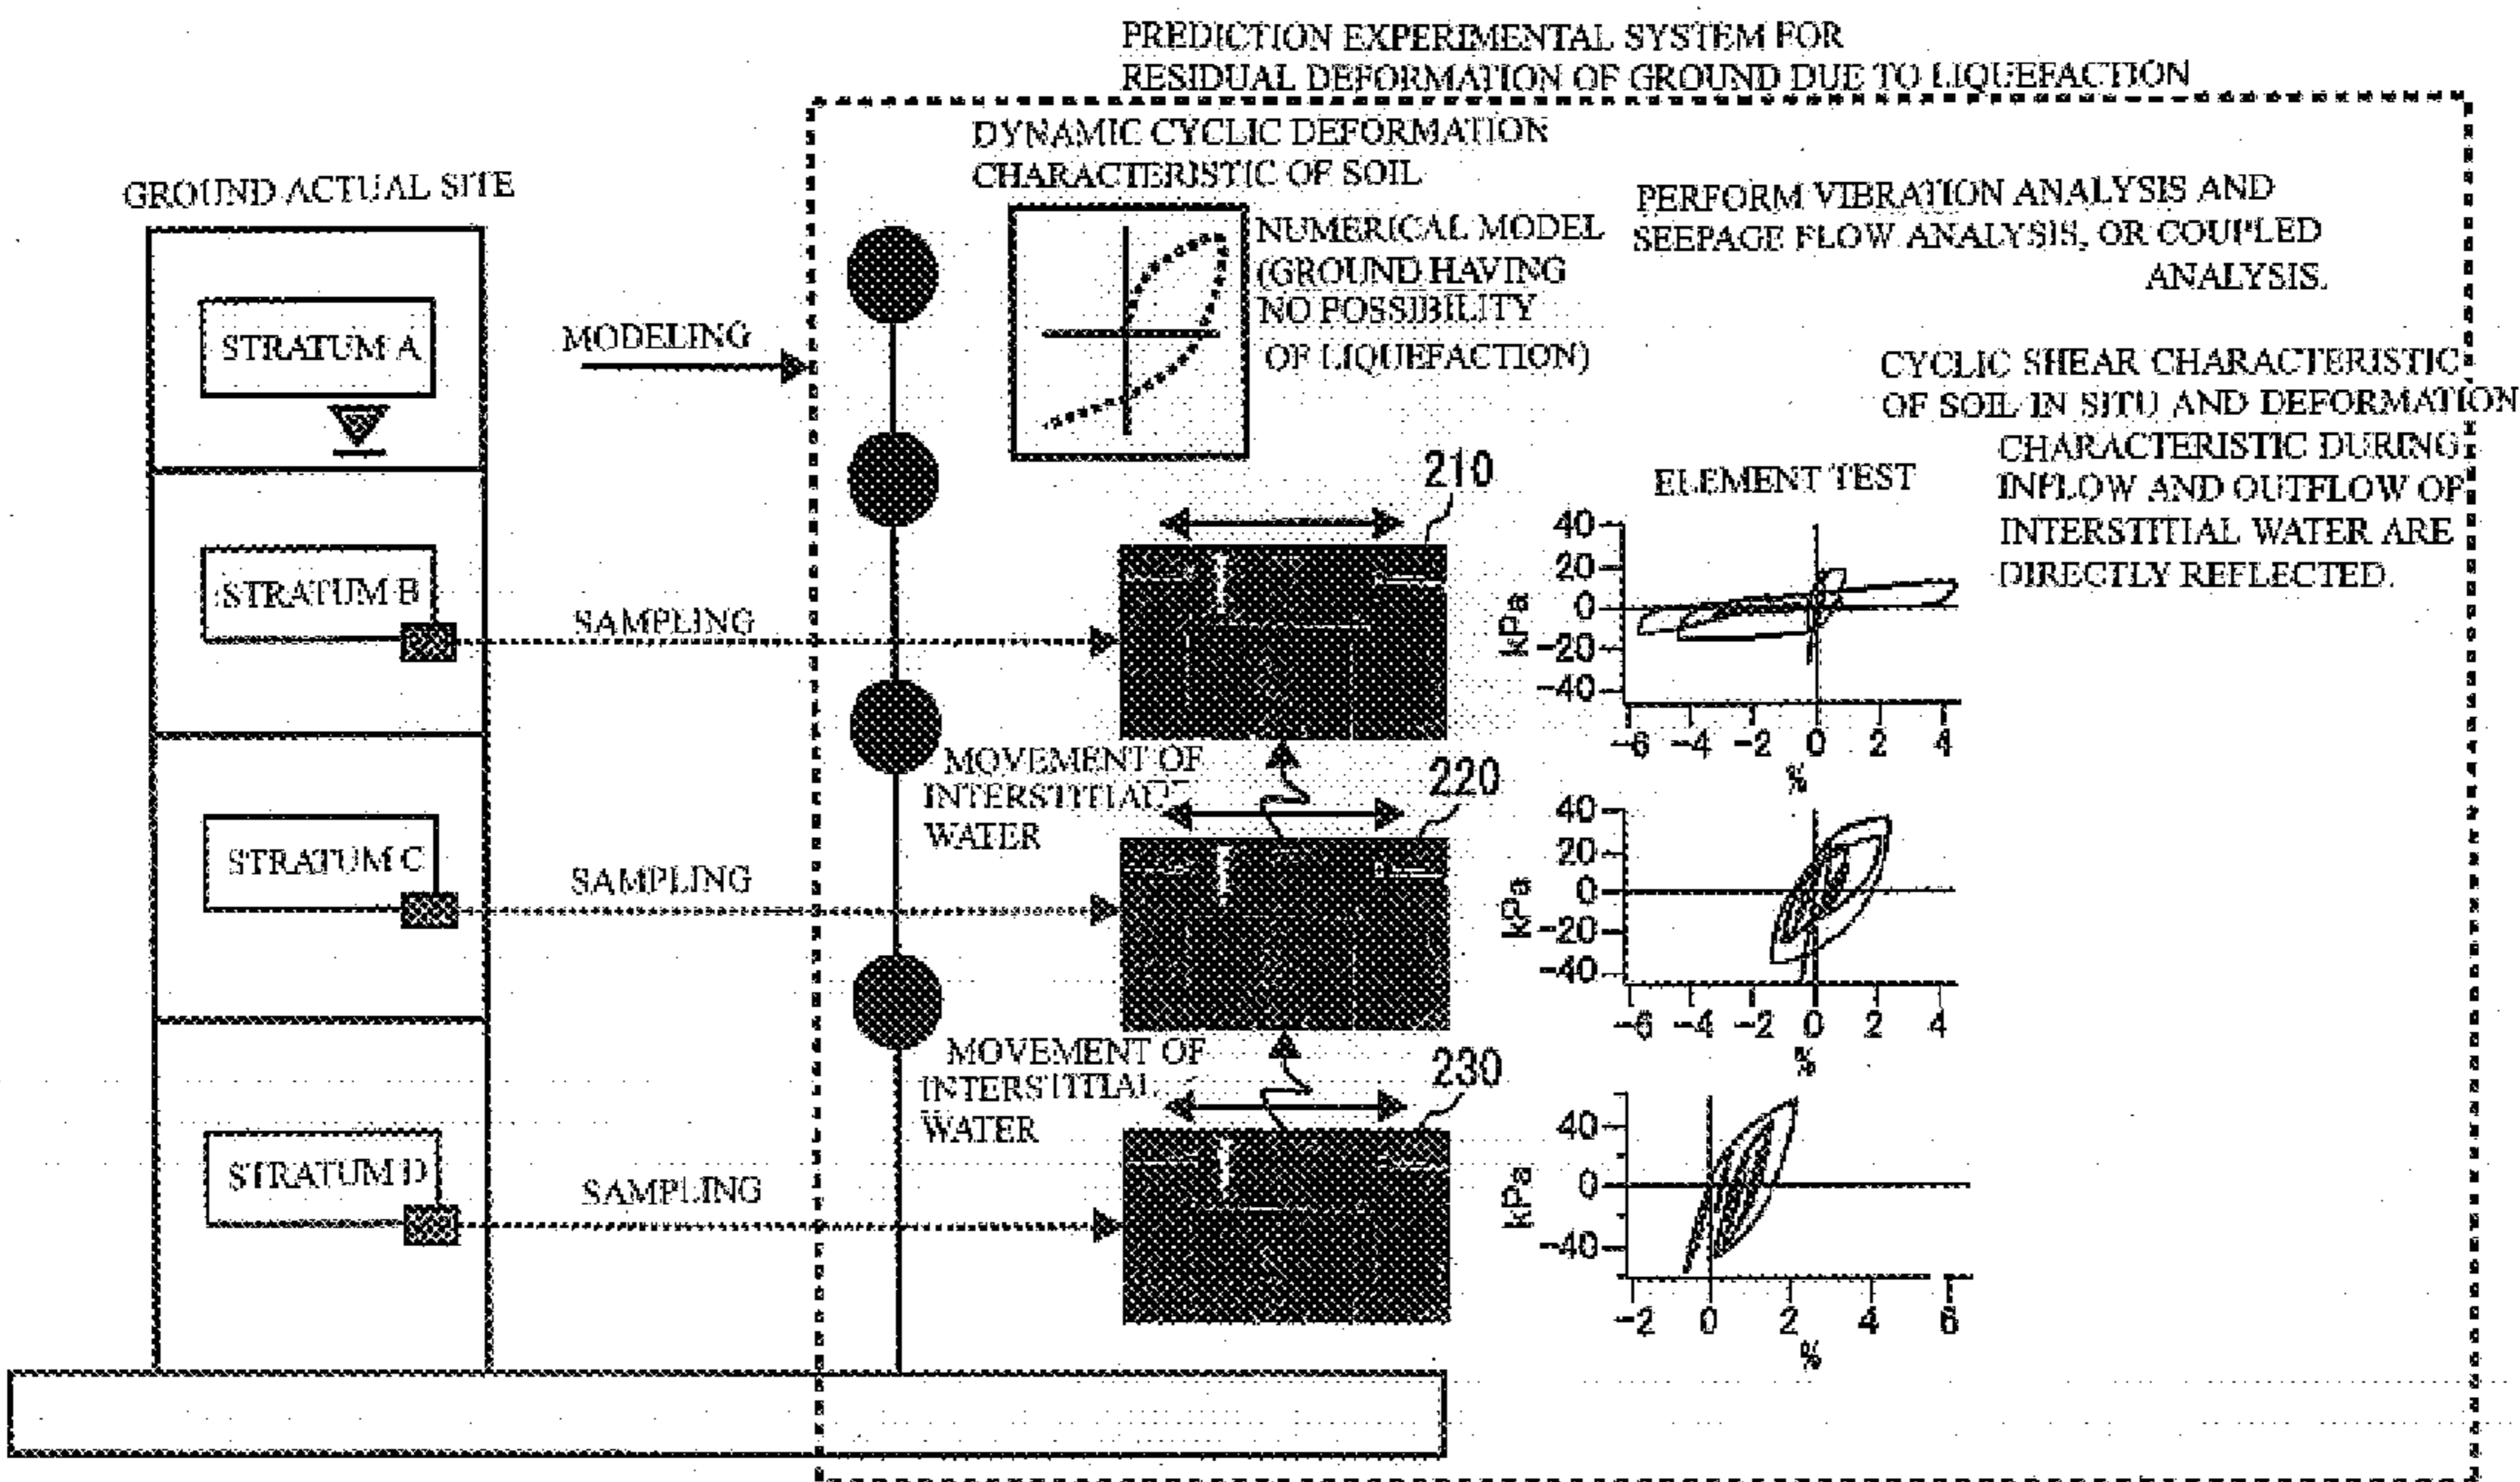 PREDICTION EXPERIMENTAL SYSTEM FOR
RESIDUAL DEFORMATION OF GROUND DUE TO LIQUEFACTION
GROUND ACTUAL SITE
STRATUM A
STRATUM B
STRATUM C
STRATUM D
MODELING
SAMPLING
SAMPLING
SAMPLING
DYNAMIC CYCLIC DEFORMATION
CHARACTERISTIC OF SOIL
NUMERICAL MODEL
(GROUND HAVING
NO POSSIBILITY
OF LIQUEFACTION)
PERFORM VIBRATION ANALYSIS AND
SEEPAGE FLOW ANALYSIS, OR COUPLED
ANALYSIS.
CYCLIC SHEAR CHARACTERISTIC
OF SOIL IN SITU AND DEFORMATION
CHARACTERISTIC DURING
INFLOW AND OUTFLOW OF
INTERSTITIAL WATER ARE
DIRECTLY REFLECTED.
210
MOVEMENT OF
INTERSTITIAL
WATER
220
MOVEMENT OF
INTERSTITIAL
WATER
230
ELEMENT TEST
kPa
40
20
0
-20
-40
-6 -4 -2 0 2 4
%
kPa
40
20
0
-20
-40
-6 -4 -2 0 2 4
%
kPa
40
0
-40
-2 0 2 4 6
%